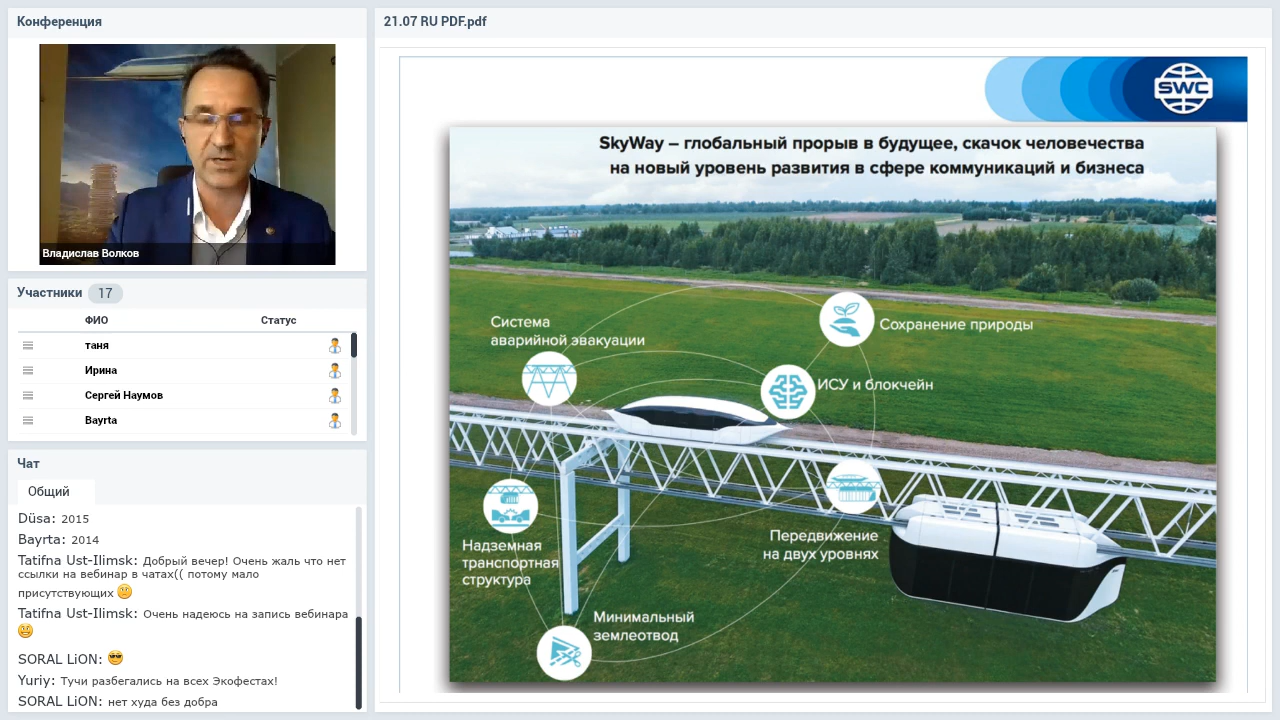 Конференция
Владислав Волков
Участники 17
ФИО Статус
таня
Ирина
Сергей Наумов
Bayrta
Чат
Общий
Düsa: 2015
Bayrta: 2014
Tatifna Ust-Ilimsk: Добрый вечер! Очень жаль что нет
ссылки на вебинар в чатах(( потому мало
присутствующих
Tatifna Ust-Ilimsk: Очень надеюсь на запись вебинара
SORAL LiON:
Yuriy: Тучи разбегались на всех Экофестах!
SORAL LiON: нет худа без добра
21.07 RU PDF.pdf
SWC
SkyWay – глобальный прорыв в будущее, скачок человечества
на новый уровень развития в сфере коммуникаций и бизнеса
Система
аварийной эвакуации
Сохранение природы
ИСУ и блокчейн
Передвижение
на двух уровнях
Надземная
транспортная
структура
Минимальный
землеотвод